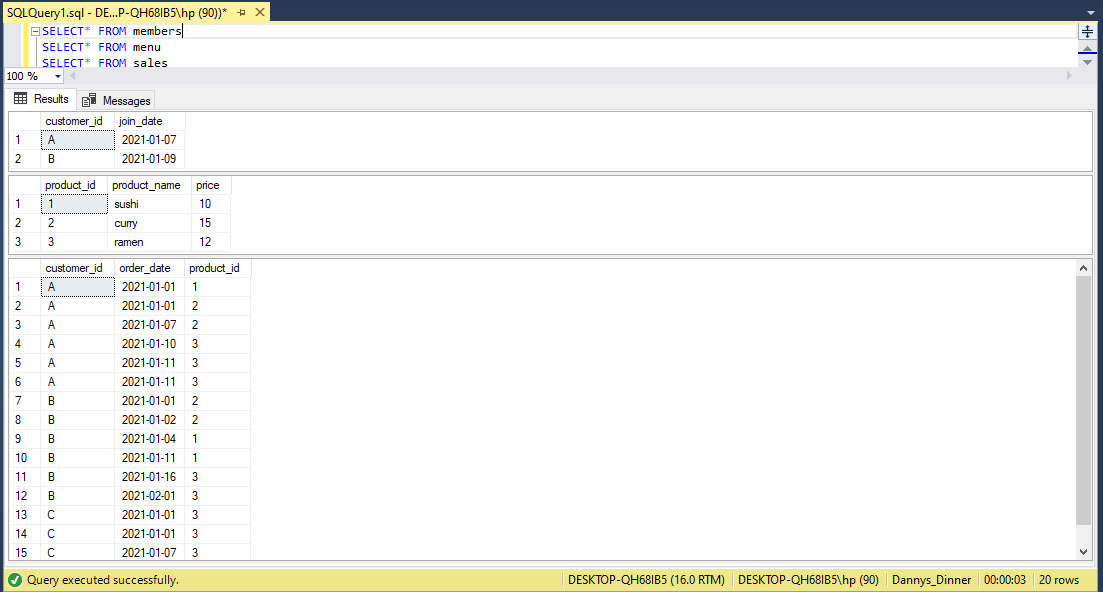 SQLQuery1.sql - DE...P-QH68IB5\hp (90))*
SELECT* FROM members
SELECT* FROM menu
SELECT* FROM sales
100 %
Results Messages
customer_id join_date
1 A 2021-01-07
2 B 2021-01-09
product_id product_name price
1 1 sushi 10
2 2 curry 15
3 3 ramen 12
customer_id order_date product_id
1 A 2021-01-01 1
2 A 2021-01-01 2
3 A 2021-01-07 2
4 A 2021-01-10 3
5 A 2021-01-11 3
6 A 2021-01-11 3
7 B 2021-01-01 2
8 B 2021-01-02 2
9 B 2021-01-04 1
10 B 2021-01-11 1
11 B 2021-01-16 3
12 B 2021-02-01 3
13 C 2021-01-01 3
14 C 2021-01-01 3
15 C 2021-01-07 3
Query executed successfully. DESKTOP-QH68IB5 (16.0 RTM) DESKTOP-QH68IB5\hp (90) Dannys_Dinner 00:00:03 20 rows